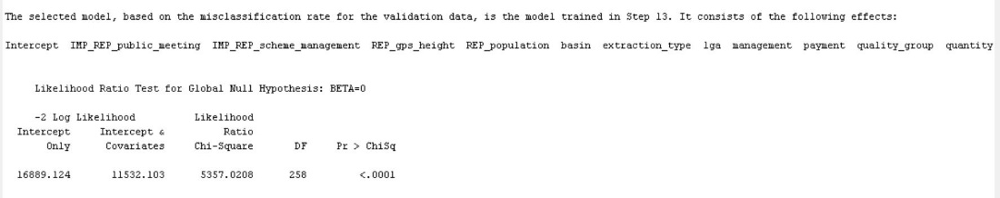 The selected model, based on the misclassification rate for the validation data, is the model trained in Step 13. It consists of the following effects:
Intercept IMP_REP_public_meeting IMP_REP_scheme_management REP_gps_height REP_population basin extraction_type lga management payment quality_group quantity
Likelihood Ratio Test for Global Null Hypothesis: BETA=0
-2 Log Likelihood Likelihood
Intercept Intercept & Ratio
Only Covariates Chi-Square DF Pr > ChiSq
16889.124 11532.103 5357.0208 258 <.0001